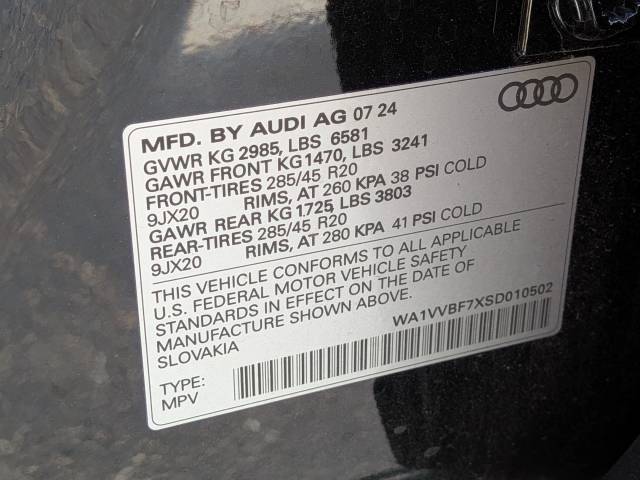 MFD. BY AUDI AG 07 24
GVWR KG 2985, LBS 6581
GAWR FRONT KG1470, LBS 3241
FRONT-TIRES 285/45 R20
9JX20 RIMS, AT 260 KPA 38 PSI COLD
GAWR REAR KG 1725, LBS 3803
REAR-TIRES 285/45 R20
9JX20 RIMS, AT 280 KPA 41 PSI COLD
THIS VEHICLE CONFORMS TO ALL APPLICABLE
U.S. FEDERAL MOTOR VEHICLE SAFETY
STANDARDS IN EFFECT ON THE DATE OF
MANUFACTURE SHOWN ABOVE.
SLOVAKIA
WA1VVBF7XSD010502
TYPE:
MPV